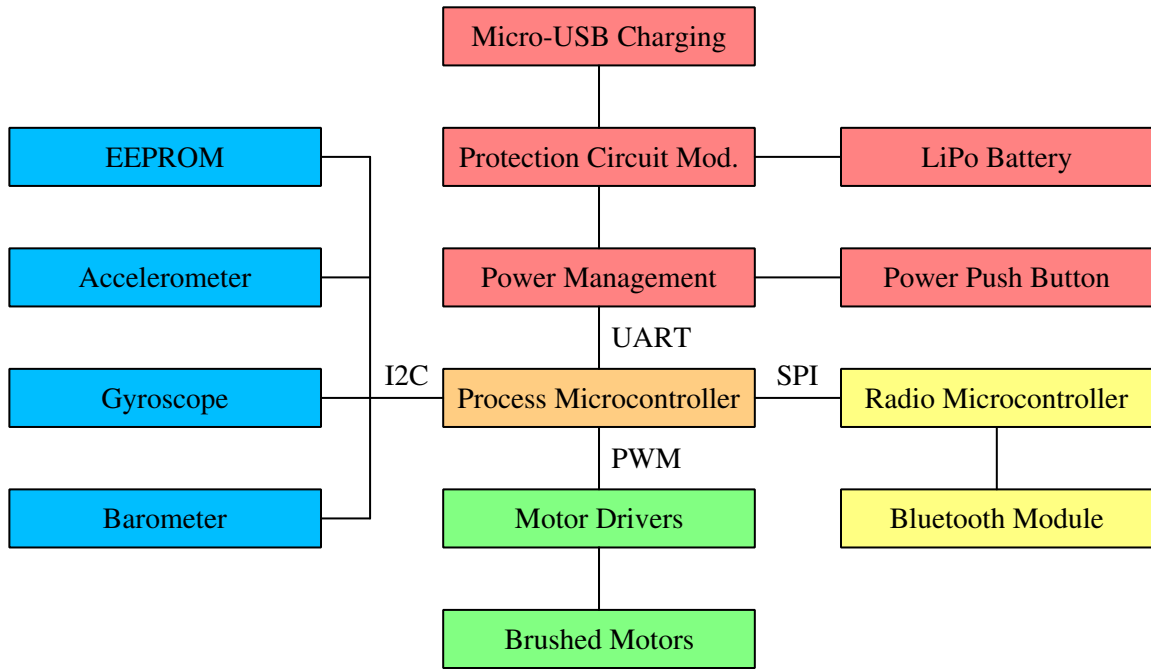 Micro-USB Charging
EEPROM
Protection Circuit Mod.
LiPo Battery
Accelerometer
Power Management
Power Push Button
UART
I2C
SPI
Gyroscope
Process Microcontroller
Radio Microcontroller
PWM
Barometer
Motor Drivers
Bluetooth Module
Brushed Motors